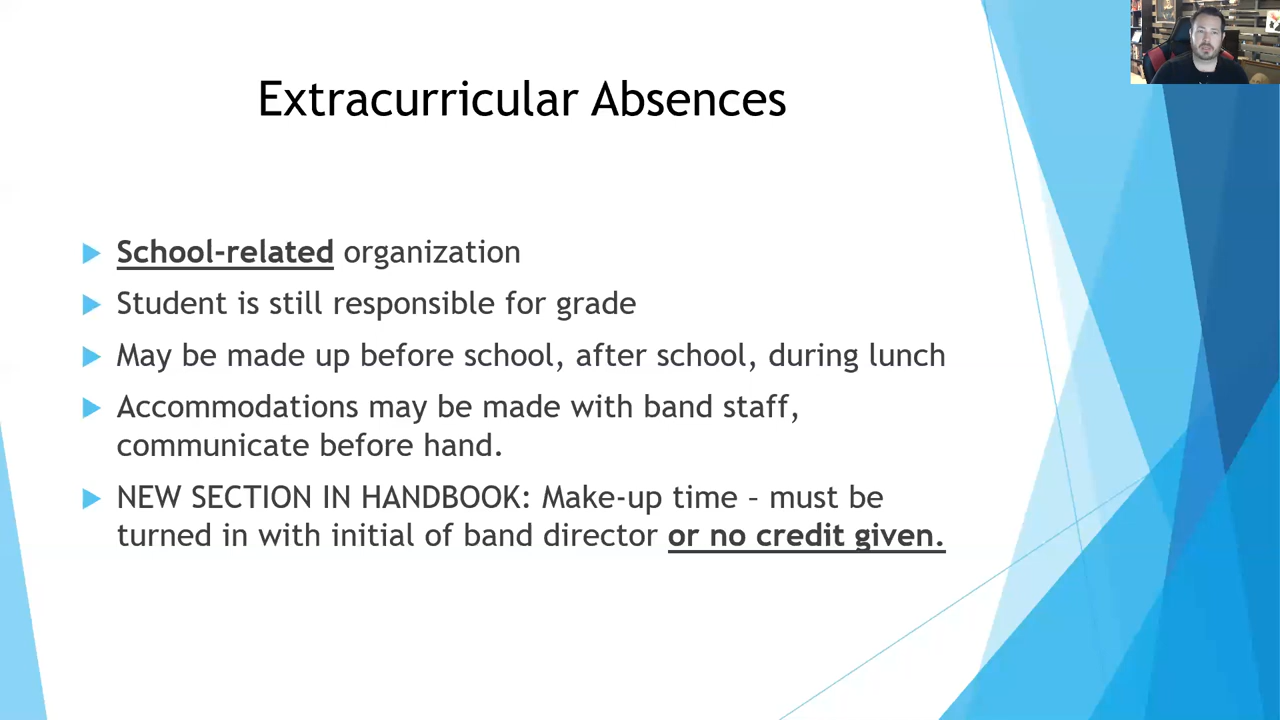 Extracurricular Absences
School-related organization
Student is still responsible for grade
May be made up before school, after school, during lunch
Accommodations may be made with band staff,
communicate before hand.
NEW SECTION IN HANDBOOK: Make-up time – must be
turned in with initial of band director or no credit given.